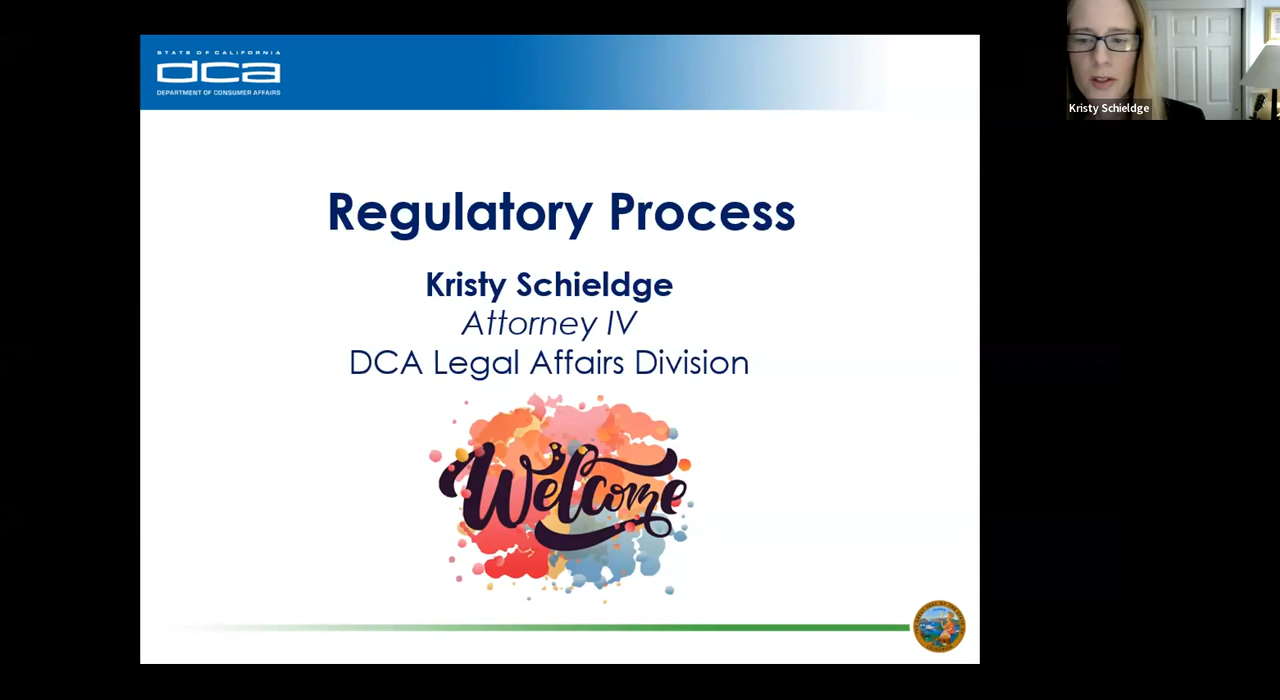 STATE OF CALIFORNIA
dca
DEPARTMENT OF CONSUMER AFFAIRS
Kristy Schieldge
Regulatory Process
Kristy Schieldge
Attorney IV
DCA Legal Affairs Division
Welcome